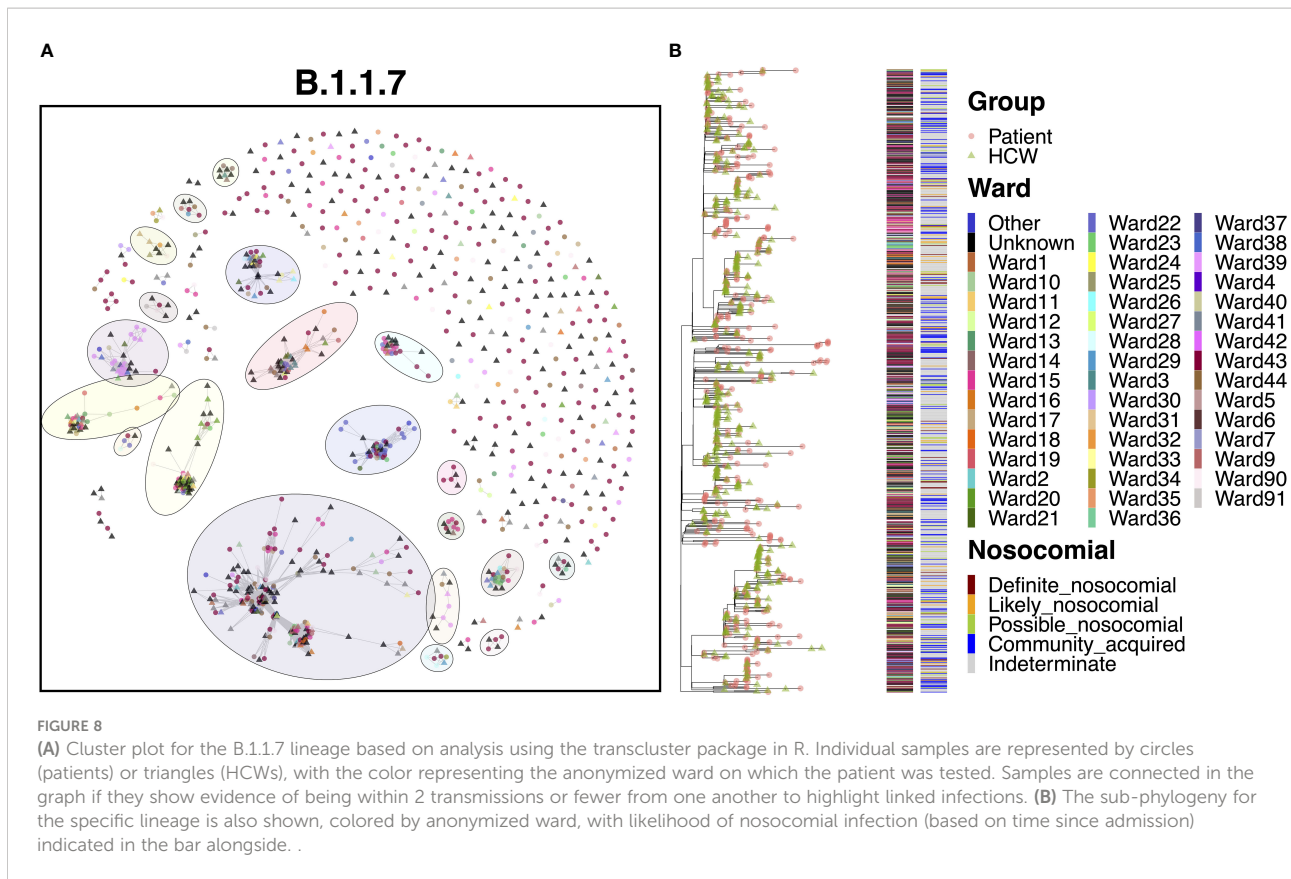 A
B
B.1.1.7
Group
Patient
HCW
Ward
Other
Unknown
Ward1
Ward10
Ward11
Ward12
Ward13
Ward14
Ward15
Ward16
Ward17
Ward18
Ward19
Ward2
Ward20
Ward21
Ward22
Ward23
Ward24
Ward25
Ward26
Ward27
Ward28
Ward29
Ward3
Ward30
Ward31
Ward32
Ward33
Ward34
Ward35
Ward36
Ward37
Ward38
Ward39
Ward4
Ward40
Ward41
Ward42
Ward43
Ward44
Ward5
Ward6
Ward7
Ward9
Ward90
Ward91
Nosocomial
Definite_nosocomial
Likely_nosocomial
Possible_nosocomial
Community_acquired
Indeterminate
FIGURE 8
(A) Cluster plot for the B.1.1.7 lineage based on analysis using the transcluster package in R. Individual samples are represented by circles
(patients) or triangles (HCWs), with the color representing the anonymized ward on which the patient was tested. Samples are connected in the
graph if they show evidence of being within 2 transmissions or fewer from one another to highlight linked infections. (B) The sub-phylogeny for
the specific lineage is also shown, colored by anonymized ward, with likelihood of nosocomial infection (based on time since admission)
indicated in the bar alongside. .